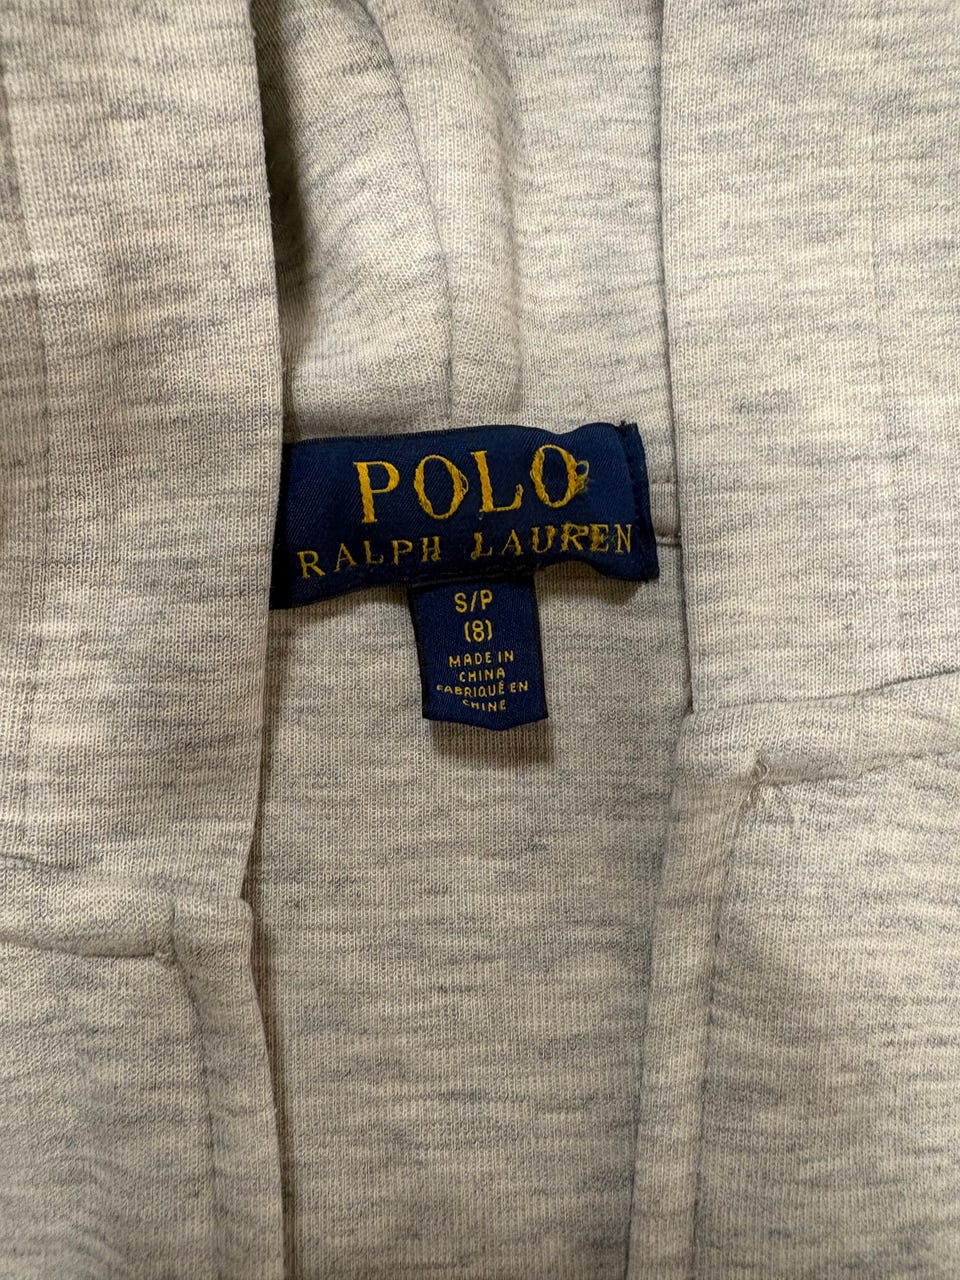 POLO
RALPH LAUREN
S/P
(8)
MADE IN
CHINA
FABRIQUÉ EN
CHINE